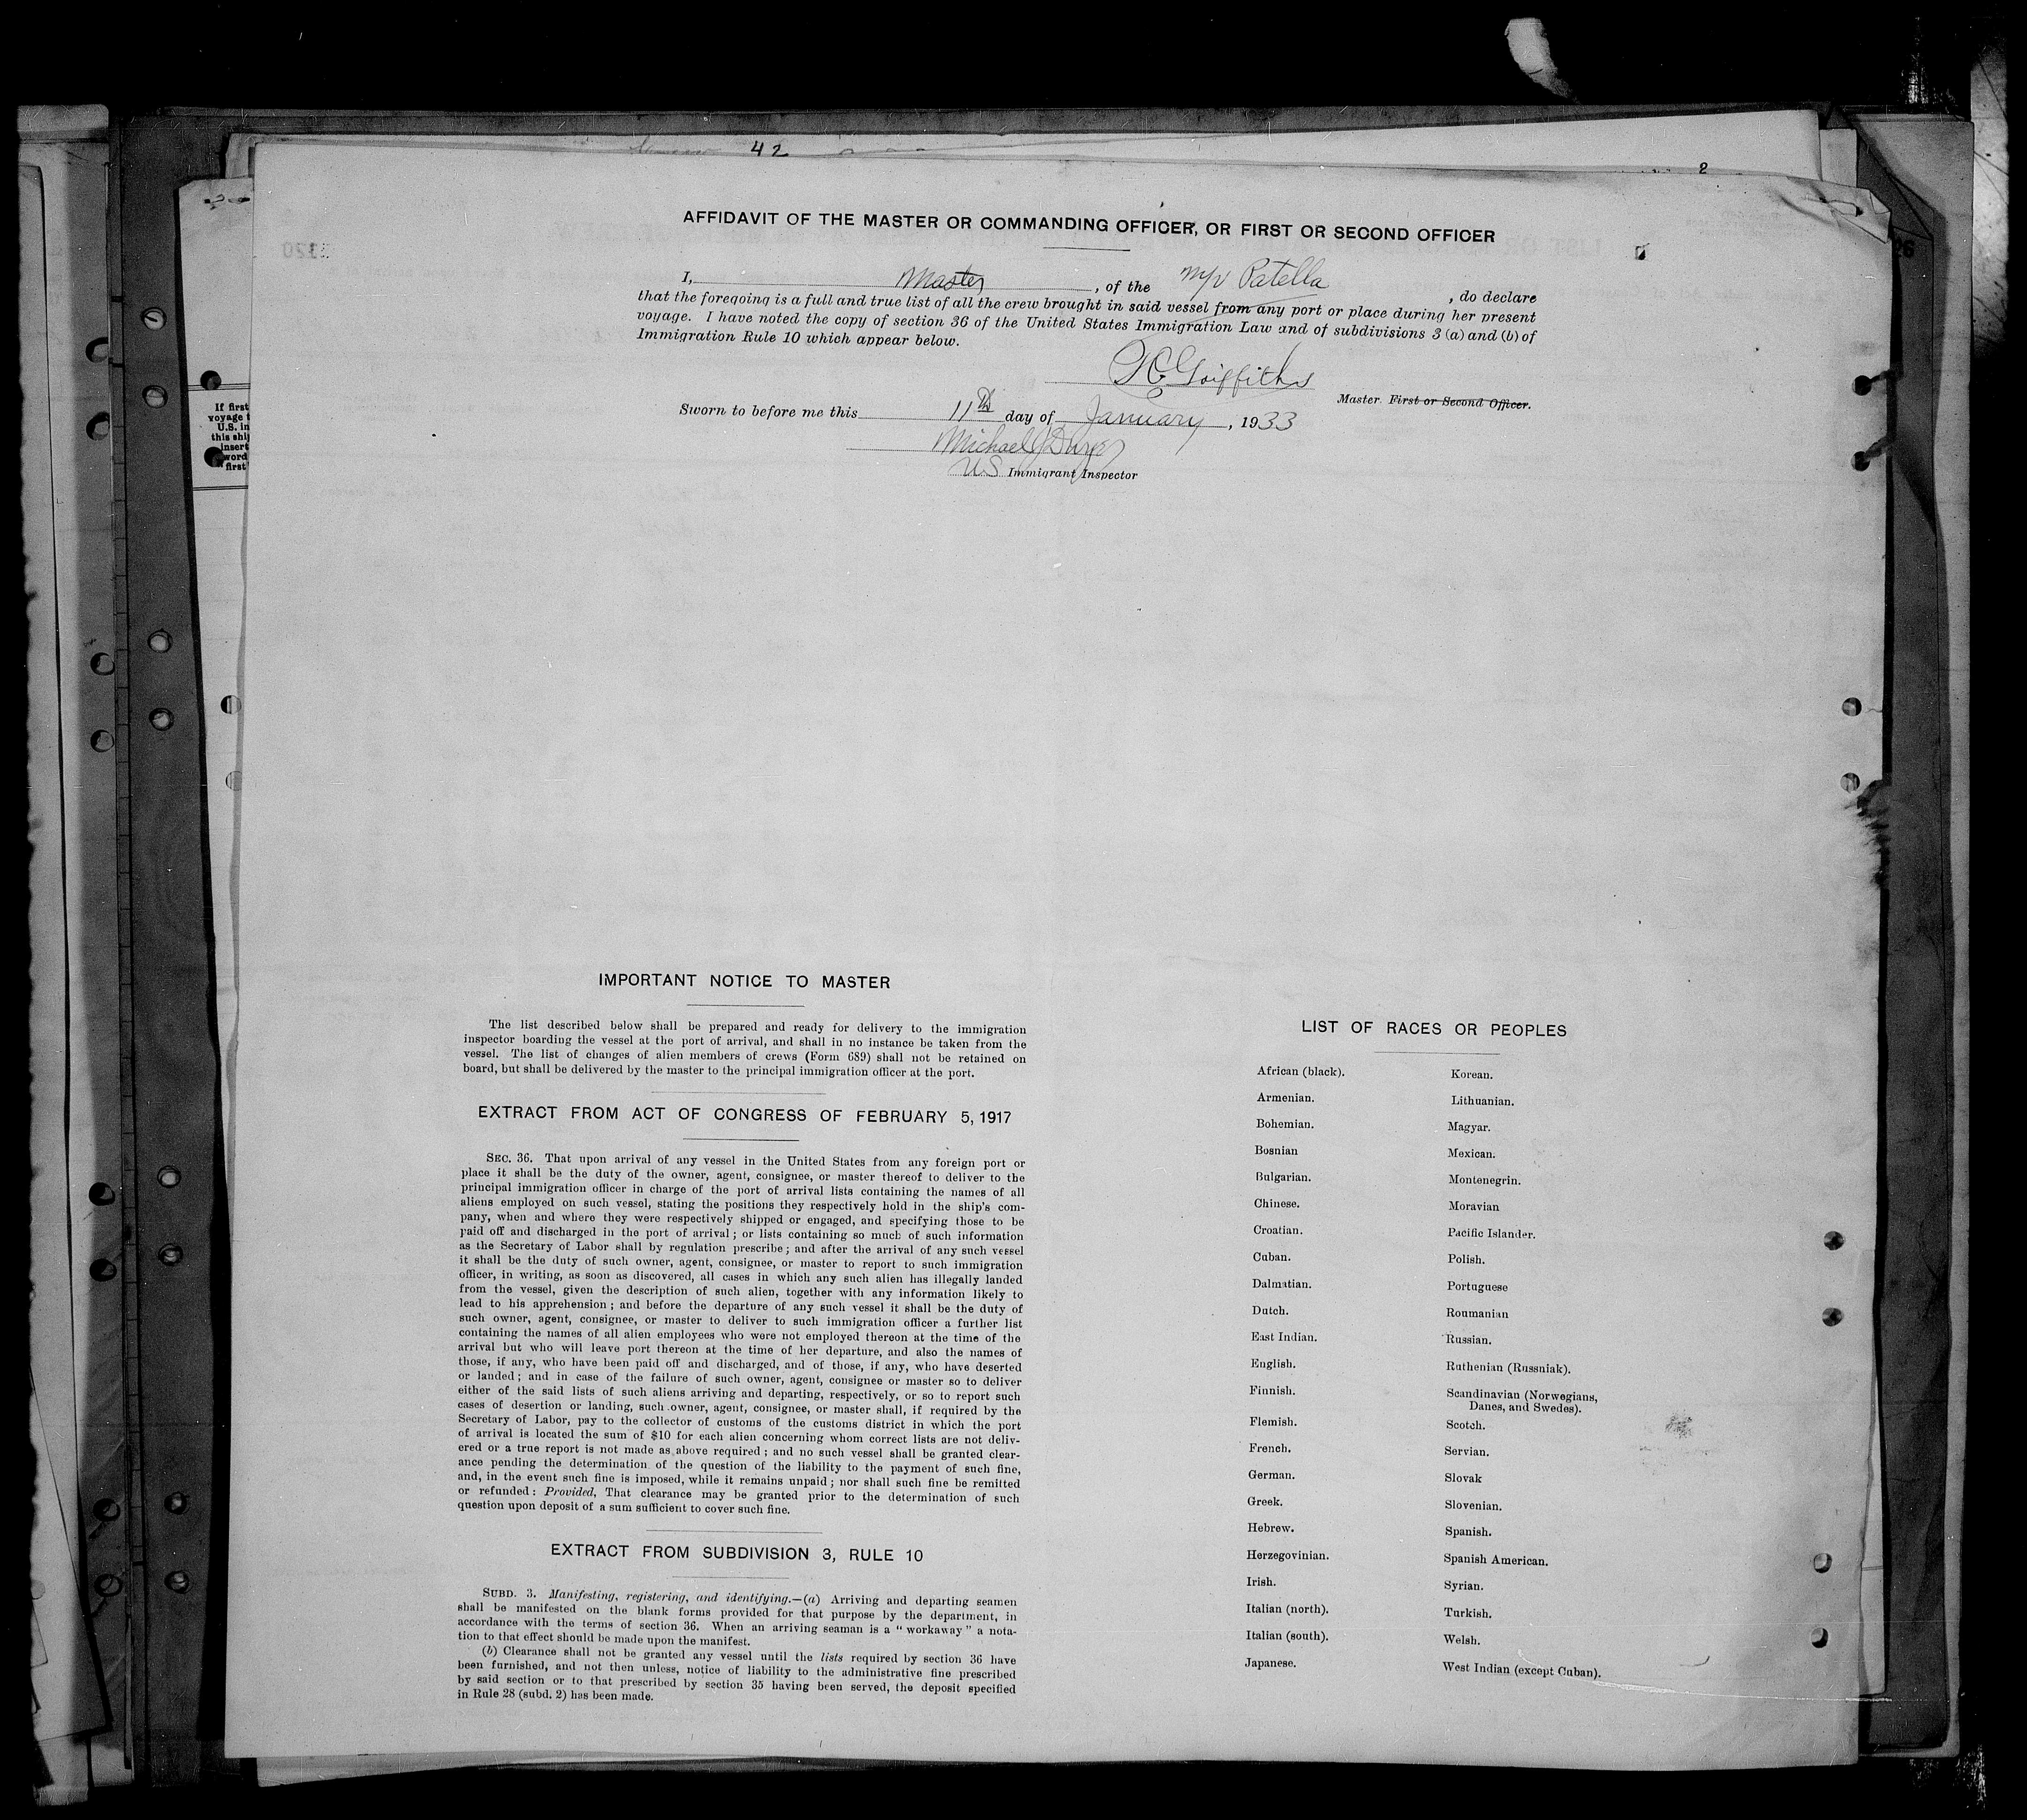 42
2
AFFIDAVIT OF THE MASTER OR COMMANDING OFFICER, OR FIRST OR SECOND OFFICER
I, Master, of the M/V Patella, do declare
that the foregoing is a full and true list of all the crew brought in said vessel from any port or place during her present
voyage. I have noted the copy of section 36 of the United States Immigration Law and of subdivisions 3 (a) and (b) of
Immigration Rule 10 which appear below.
Griffiths
Master First or Second Officer.
Sworn to before me this 11th day of January, 1933
Michael J
U.S. Immigrant Inspector
If first
voyage t
U.S. in
this ship
insert
word
first
26
IMPORTANT NOTICE TO MASTER
The list described below shall be prepared and ready for delivery to the immigration
inspector boarding the vessel at the port of arrival, and shall in no instance be taken from the
vessel. The list of changes of alien members of crews (Form 689) shall not be retained on
board, but shall be delivered by the master to the principal immigration officer at the port.
EXTRACT FROM ACT OF CONGRESS OF FEBRUARY 5, 1917
SEC. 36. That upon arrival of any vessel in the United States from any foreign port or
place it shall be the duty of the owner, agent, consignee, or master thereof to deliver to the
principal immigration officer in charge of the port of arrival lists containing the names of all
aliens employed on such vessel, stating the positions they respectively hold in the ship's com-
pany, when and where they were respectively shipped or engaged, and specifying those to be
paid off and discharged in the port of arrival; or lists containing so much of such information
as the Secretary of Labor shall by regulation prescribe; and after the arrival of any such vessel
it shall be the duty of such owner, agent, consignee, or master to report to such immigration
officer, in writing, as soon as discovered, all cases in which any such alien has illegally landed
from the vessel, given the description of such alien, together with any information likely to
lead to his apprehension; and before the departure of any such vessel it shall be the duty of
such owner, agent, consignee, or master to deliver to such immigration officer a further list
containing the names of all alien employees who were not employed thereon at the time of the
arrival but who will leave port thereon at the time of her departure, and also the names of
those, if any, who have been paid off and discharged, and of those, if any, who have deserted
or landed; and in case of the failure of such owner, agent, consignee or master so to deliver
either of the said lists of such aliens arriving and departing, respectively, or so to report such
cases of desertion or landing, such owner, agent, consignee, or master shall, if required by the
Secretary of Labor, pay to the collector of customs of the customs district in which the port
of arrival is located the sum of $10 for each alien concerning whom correct lists are not deliv-
ered or a true report is not made as above required; and no such vessel shall be granted clear-
ance pending the determination of the question of the liability to the payment of such fine,
and, in the event such fine is imposed, while it remains unpaid; nor shall such fine be remitted
or refunded: Provided, That clearance may be granted prior to the determination of such
question upon deposit of a sum sufficient to cover such fine.
EXTRACT FROM SUBDIVISION 3, RULE 10
SUBD. 3. Manifesting, registering, and identifying.—(a) Arriving and departing seamen
shall be manifested on the blank forms provided for that purpose by the department, in
accordance with the terms of section 36. When an arriving seaman is a "workaway" a nota-
tion to that effect should be made upon the manifest.
(b) Clearance shall not be granted any vessel until the lists required by section 36 have
been furnished, and not then unless, notice of liability to the administrative fine prescribed
by said section or to that prescribed by section 35 having been served, the deposit specified
in Rule 28 (subd. 2) has been made.
LIST OF RACES OR PEOPLES
African (black).
Armenian.
Bohemian.
Bosnian
Bulgarian.
Chinese.
Croatian.
Cuban.
Dalmatian.
Dutch.
East Indian.
English.
Finnish.
Flemish.
French.
German.
Greek.
Hebrew.
Herzegovinian.
Irish.
Italian (north).
Italian (south).
Japanese.
Korean.
Lithuanian.
Magyar.
Mexican.
Montenegrin.
Moravian
Pacific Islander.
Polish.
Portuguese
Roumanian
Russian.
Ruthenian (Russniak).
Scandinavian (Norwegians,
Danes, and Swedes).
Scotch.
Servian.
Slovak
Slovenian.
Spanish.
Spanish American.
Syrian.
Turkish.
Welsh.
West Indian (except Cuban).